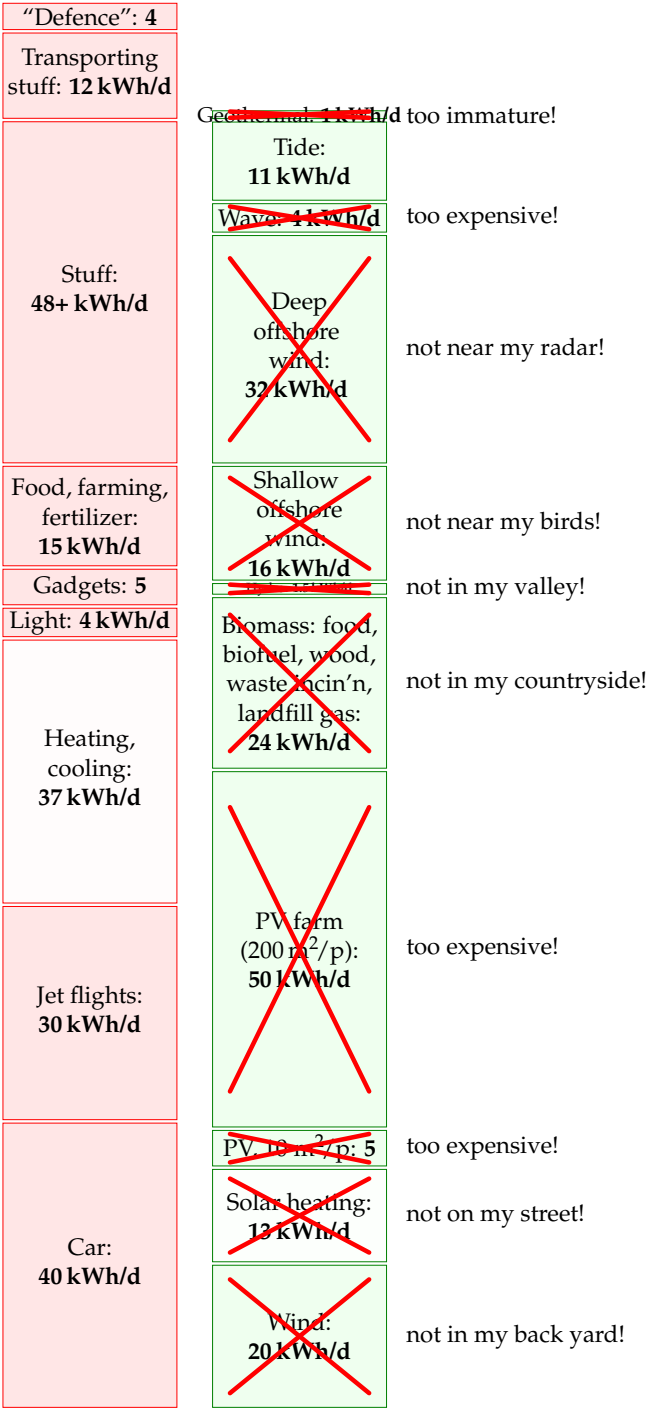 “Defence”: 4
Transporting
stuff: 12 kWh/d
Stuff:
48+ kWh/d
Food, farming,
fertilizer:
15 kWh/d
Gadgets: 5
Light: 4 kWh/d
Heating,
cooling:
37 kWh/d
Jet flights:
30 kWh/d
Car:
40 kWh/d
Geothermal: 1 kWh/d
too immature!
Tide:
11 kWh/d
Wave: 4 kWh/d
too expensive!
Deep
offshore
wind:
32 kWh/d
not near my radar!
Shallow
offshore
wind:
16 kWh/d
not near my birds!
not in my valley!
Biomass: food,
biofuel, wood,
waste incin’n,
landfill gas:
24 kWh/d
not in my countryside!
PV farm
(200 m²/p):
50 kWh/d
too expensive!
PV, 10 m²/p: 5
too expensive!
Solar heating:
13 kWh/d
not on my street!
Wind:
20 kWh/d
not in my back yard!